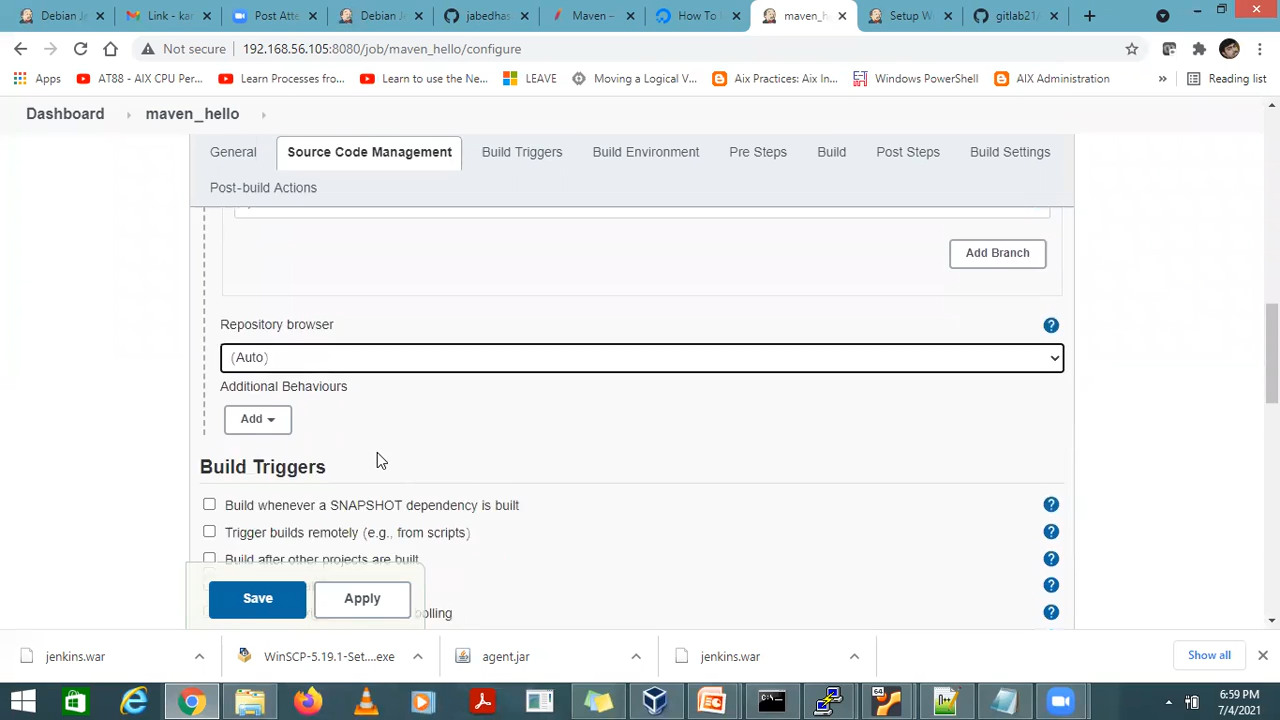 Debian J
Link - kar
Post Atte
Debian Je
jabedhas
Maven –
How To
maven_h
Setup Wi
gitlab21/
Not secure 192.168.56.105:8080/job/maven_hello/configure
Apps
AT88 - AIX CPU Per...
Learn Processes fro...
Learn to use the Ne...
LEAVE
Moving a Logical V...
Aix Practices: Aix In...
Windows PowerShell
AIX Administration
»
Reading list
Dashboard › maven_hello ›
General Source Code Management Build Triggers Build Environment Pre Steps Build Post Steps Build Settings
Post-build Actions
Add Branch
Repository browser
(Auto)
Additional Behaviours
Add
Build Triggers
Build whenever a SNAPSHOT dependency is built
Trigger builds remotely (e.g., from scripts)
Build after other projects are built
olling
Save Apply
jenkins.war
WinSCP-5.19.1-Set....exe
agent.jar
jenkins.war
Show all
6:59 PM
7/4/2021